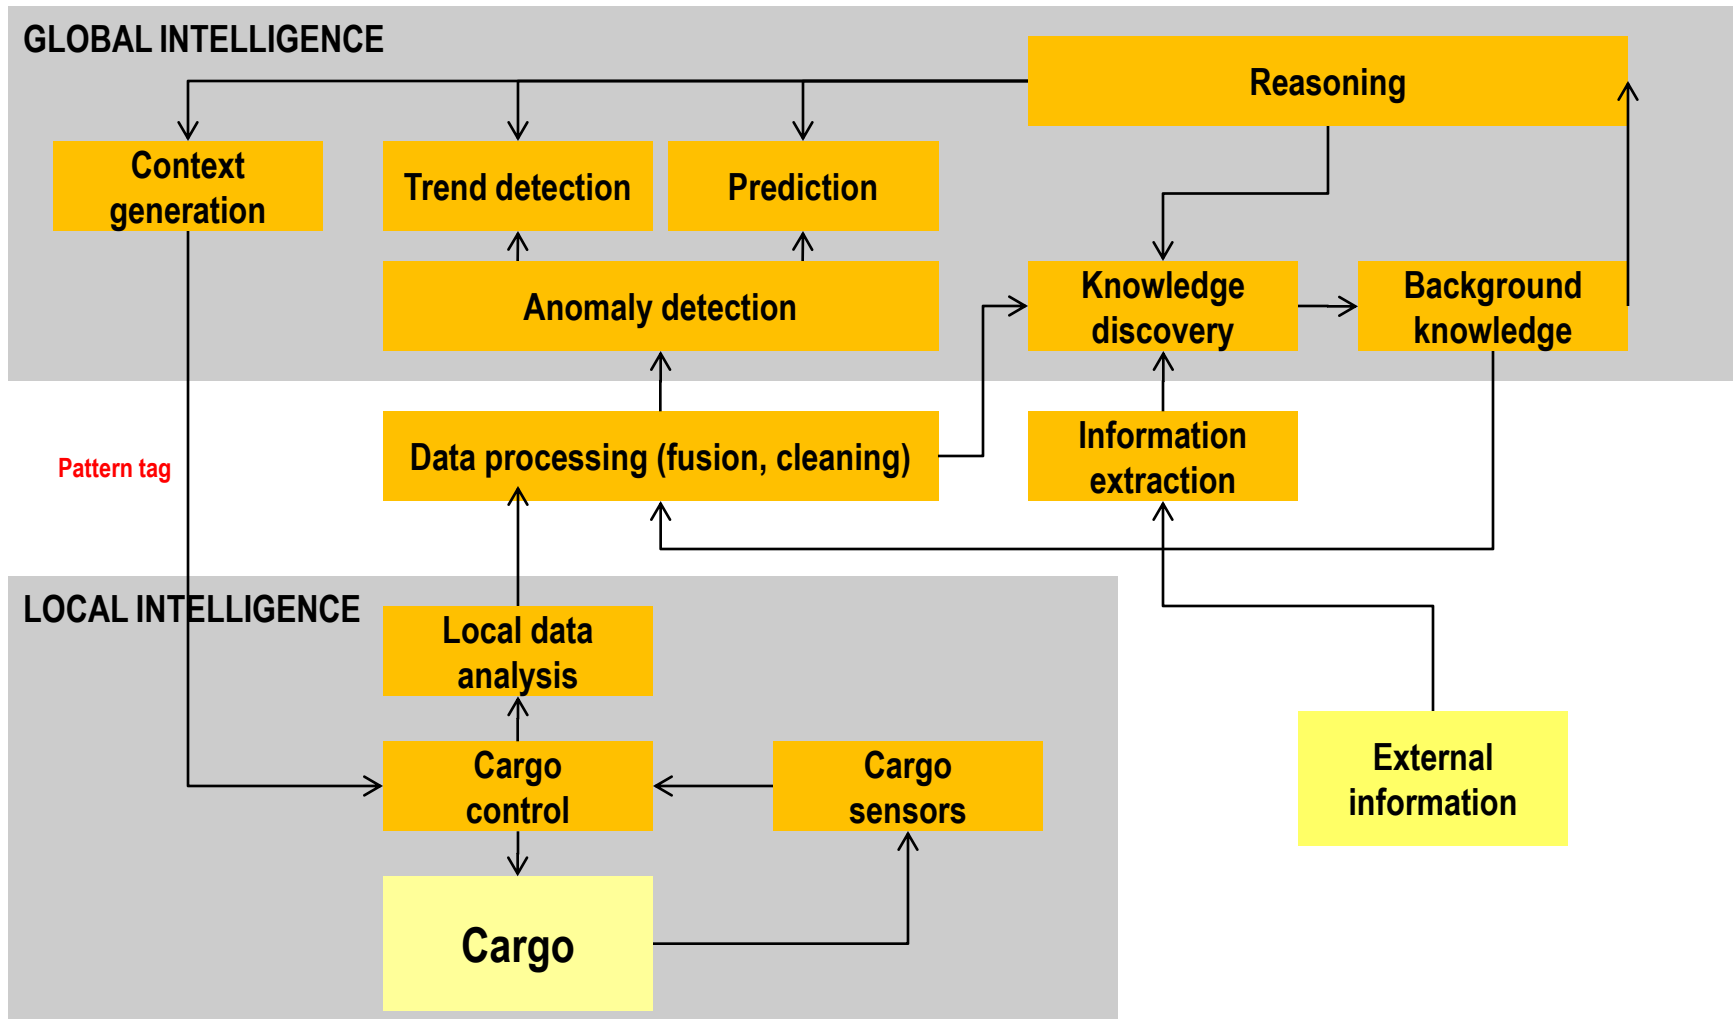 GLOBAL INTELLIGENCE
Reasoning
Context
generation
Trend detection
Prediction
Anomaly detection
Knowledge
discovery
Background
knowledge
Data processing (fusion, cleaning)
Information
extraction
Pattern tag
LOCAL INTELLIGENCE
Local data
analysis
Cargo
control
Cargo
sensors
External
information
Cargo